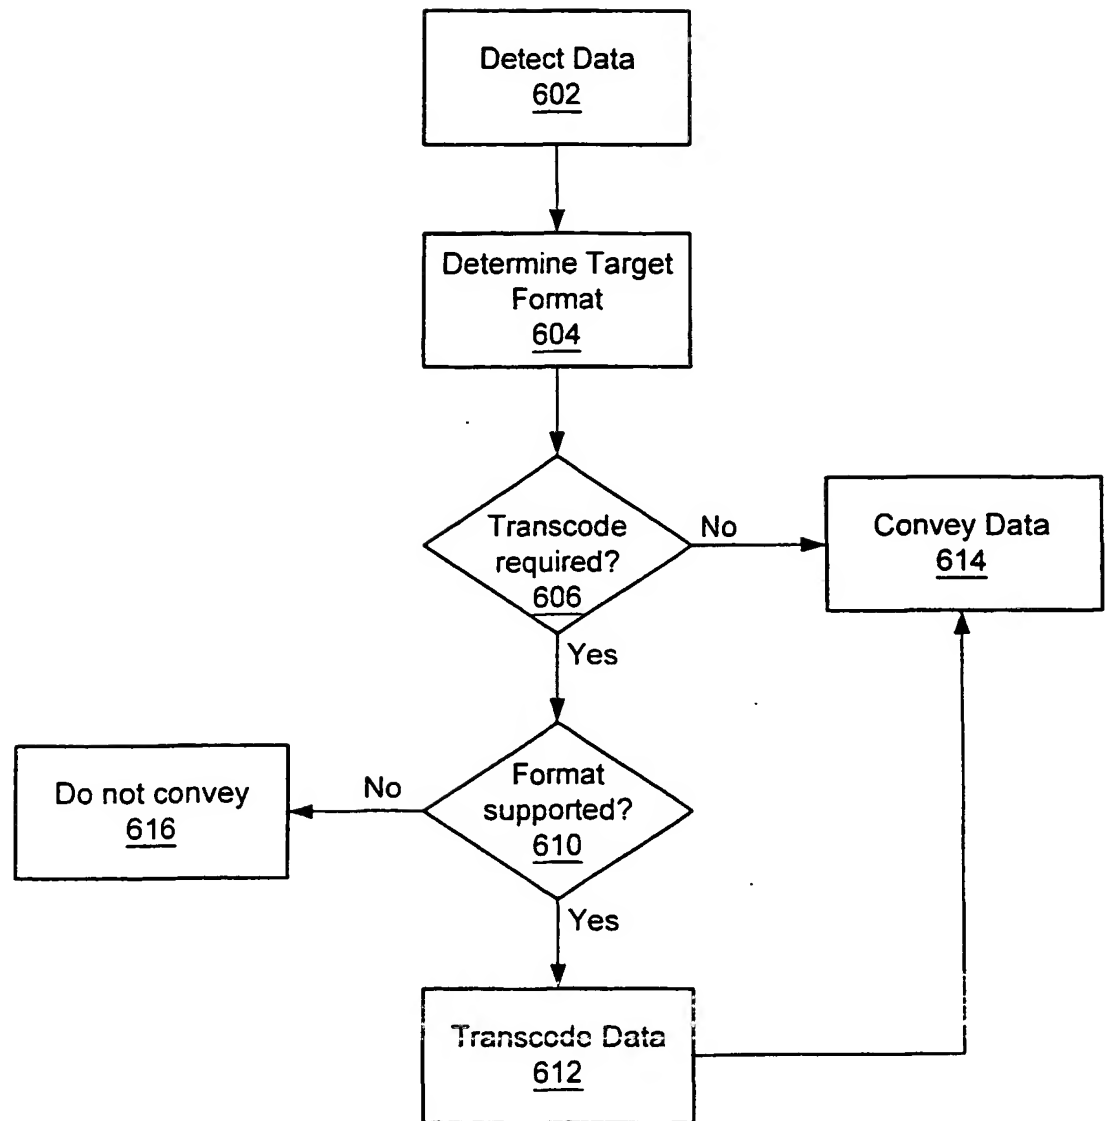 Detect Data
602
Determine Target
Format
604
Transcode
required?
606
No
Convey Data
614
Yes
Format
supported?
610
No
Do not convey
616
Yes
Transcode Data
612